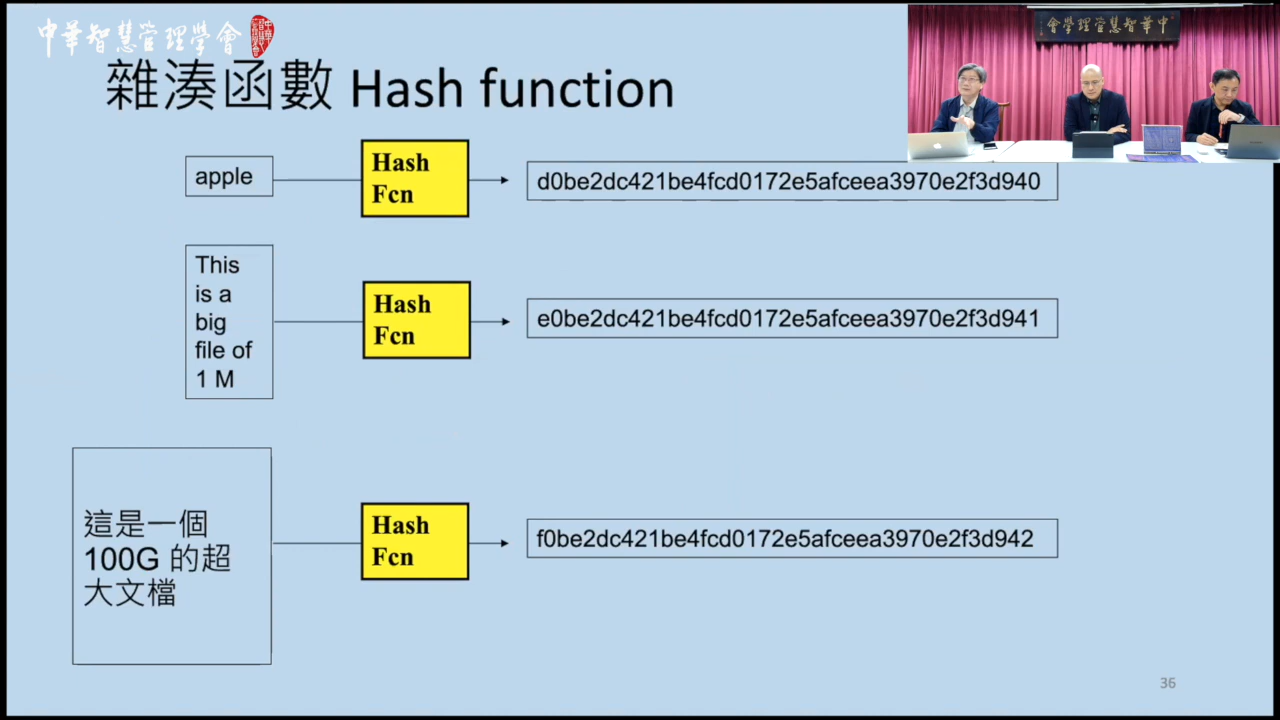 中華智慧管理學會
雜湊函數 Hash function
中華智慧管理學會
apple
Hash
Fcn
d0be2dc421be4fcd0172e5afceea3970e2f3d940
This
is a
big
file of
1 M
Hash
Fcn
e0be2dc421be4fcd0172e5afceea3970e2f3d941
這是一個
100G 的超
大文檔
Hash
Fcn
f0be2dc421be4fcd0172e5afceea3970e2f3d942
36